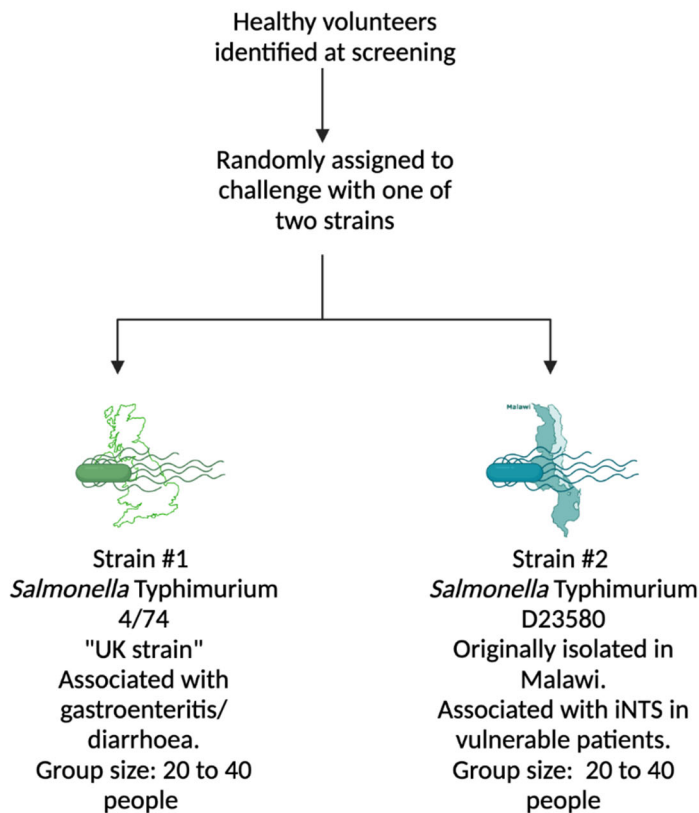 Healthy volunteers
identified at screening
Randomly assigned to
challenge with one of
two strains
Malawi
Strain #1
Salmonella Typhimurium
4/74
"UK strain"
Associated with
gastroenteritis/
diarrhoea.
Group size: 20 to 40
people
Strain #2
Salmonella Typhimurium
D23580
Originally isolated in
Malawi.
Associated with iNTS in
vulnerable patients.
Group size:  20 to 40
people